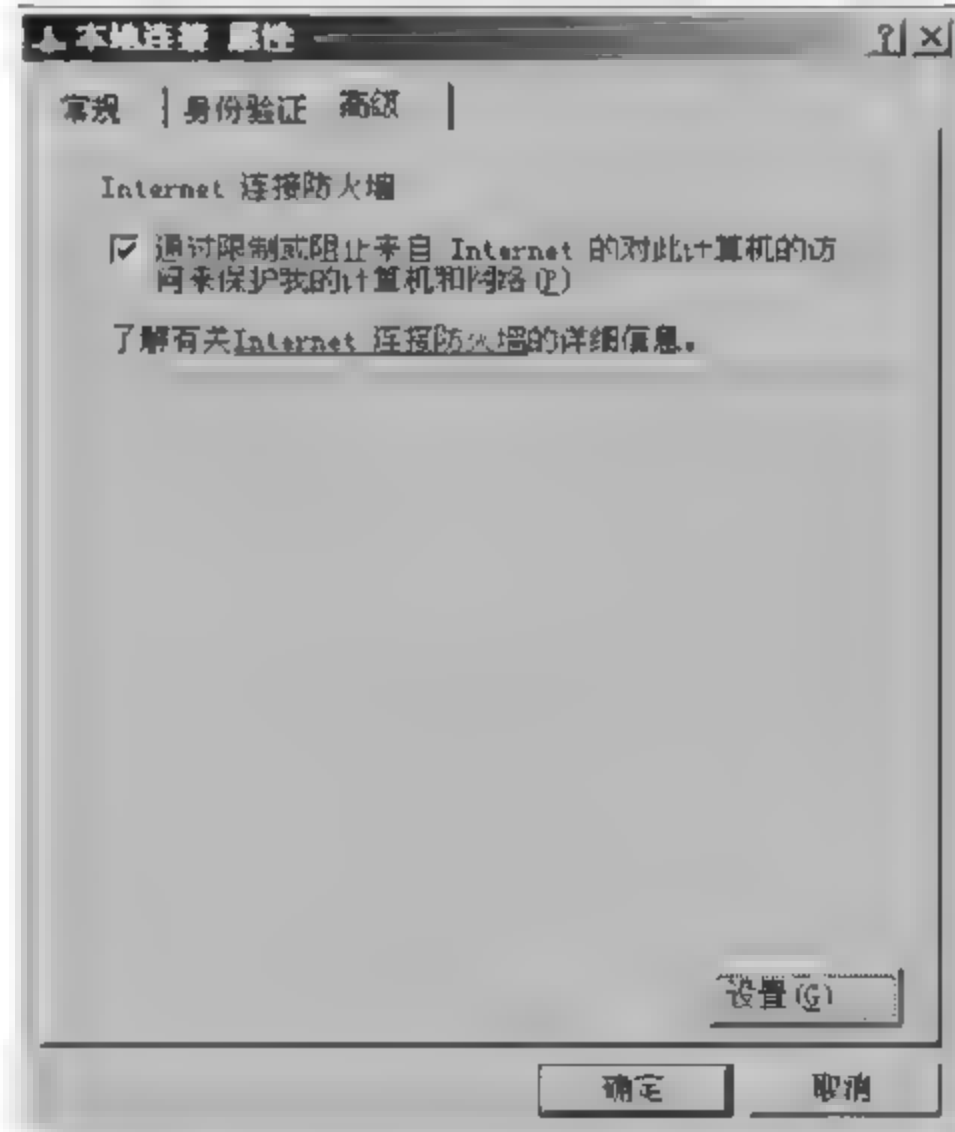 本地连接 属性
常规 身份验证 高级
Internet 连接防火墙
通过限制或阻止来自 Internet 的对此计算机的访
问来保护我的计算机和网络(P)
了解有关Internet 连接防火墙的详细信息。
设置(G)
确定 取消